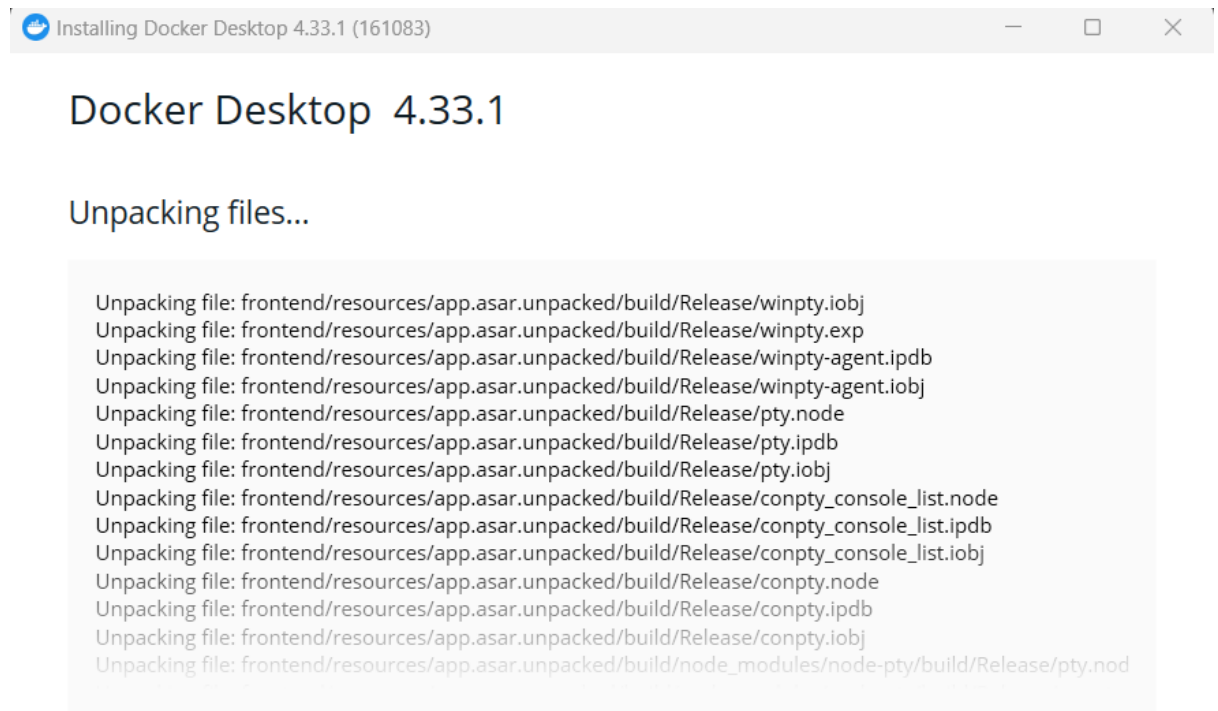 Installing Docker Desktop 4.33.1 (161083)
Docker Desktop 4.33.1
Unpacking files...
Unpacking file: frontend/resources/app.asar.unpacked/build/Release/winpty.iobj
Unpacking file: frontend/resources/app.asar.unpacked/build/Release/winpty.exp
Unpacking file: frontend/resources/app.asar.unpacked/build/Release/winpty-agent.ipdb
Unpacking file: frontend/resources/app.asar.unpacked/build/Release/winpty-agent.iobj
Unpacking file: frontend/resources/app.asar.unpacked/build/Release/pty.node
Unpacking file: frontend/resources/app.asar.unpacked/build/Release/pty.ipdb
Unpacking file: frontend/resources/app.asar.unpacked/build/Release/pty.iobj
Unpacking file: frontend/resources/app.asar.unpacked/build/Release/conpty_console_list.node
Unpacking file: frontend/resources/app.asar.unpacked/build/Release/conpty_console_list.ipdb
Unpacking file: frontend/resources/app.asar.unpacked/build/Release/conpty_console_list.iobj
Unpacking file: frontend/resources/app.asar.unpacked/build/Release/conpty.node
Unpacking file: frontend/resources/app.asar.unpacked/build/Release/conpty.ipdb
Unpacking file: frontend/resources/app.asar.unpacked/build/Release/conpty.iobj
Unpacking file: frontend/resources/app.asar.unpacked/build/node_modules/node-pty/build/Release/pty.nod